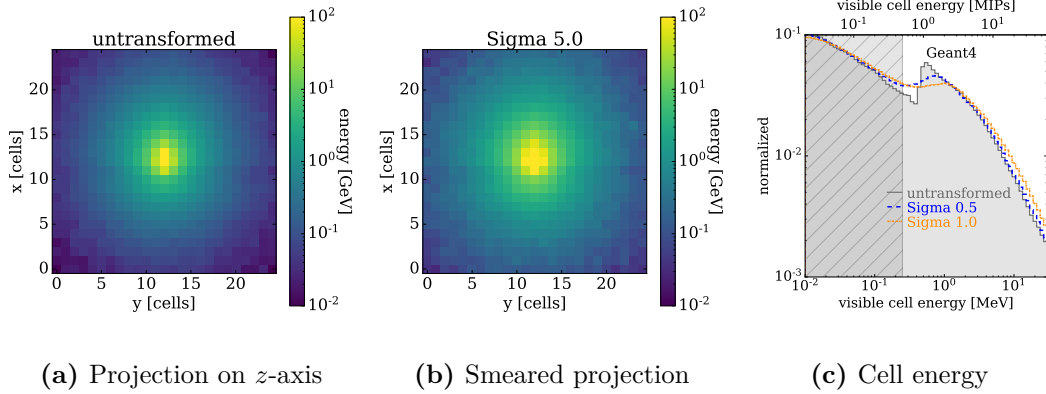 untransformed
x [cells]
20
15
10
5
0
0
5
10
15
20
y [cells]
10^2
10^1
10^0
10^-1
10^-2
energy [GeV]
Sigma 5.0
x [cells]
20
15
10
5
0
0
5
10
15
20
y [cells]
10^2
10^1
10^0
10^-1
10^-2
energy [GeV]
visible cell energy [MIPs]
10^-1
10^0
10^1
Geant4
normalized
10^-1
10^-2
10^-3
untransformed
Sigma 0.5
Sigma 1.0
10^-2
10^-1
10^0
10^1
visible cell energy [MeV]
(a) Projection on z-axis
(b) Smeared projection
(c) Cell energy